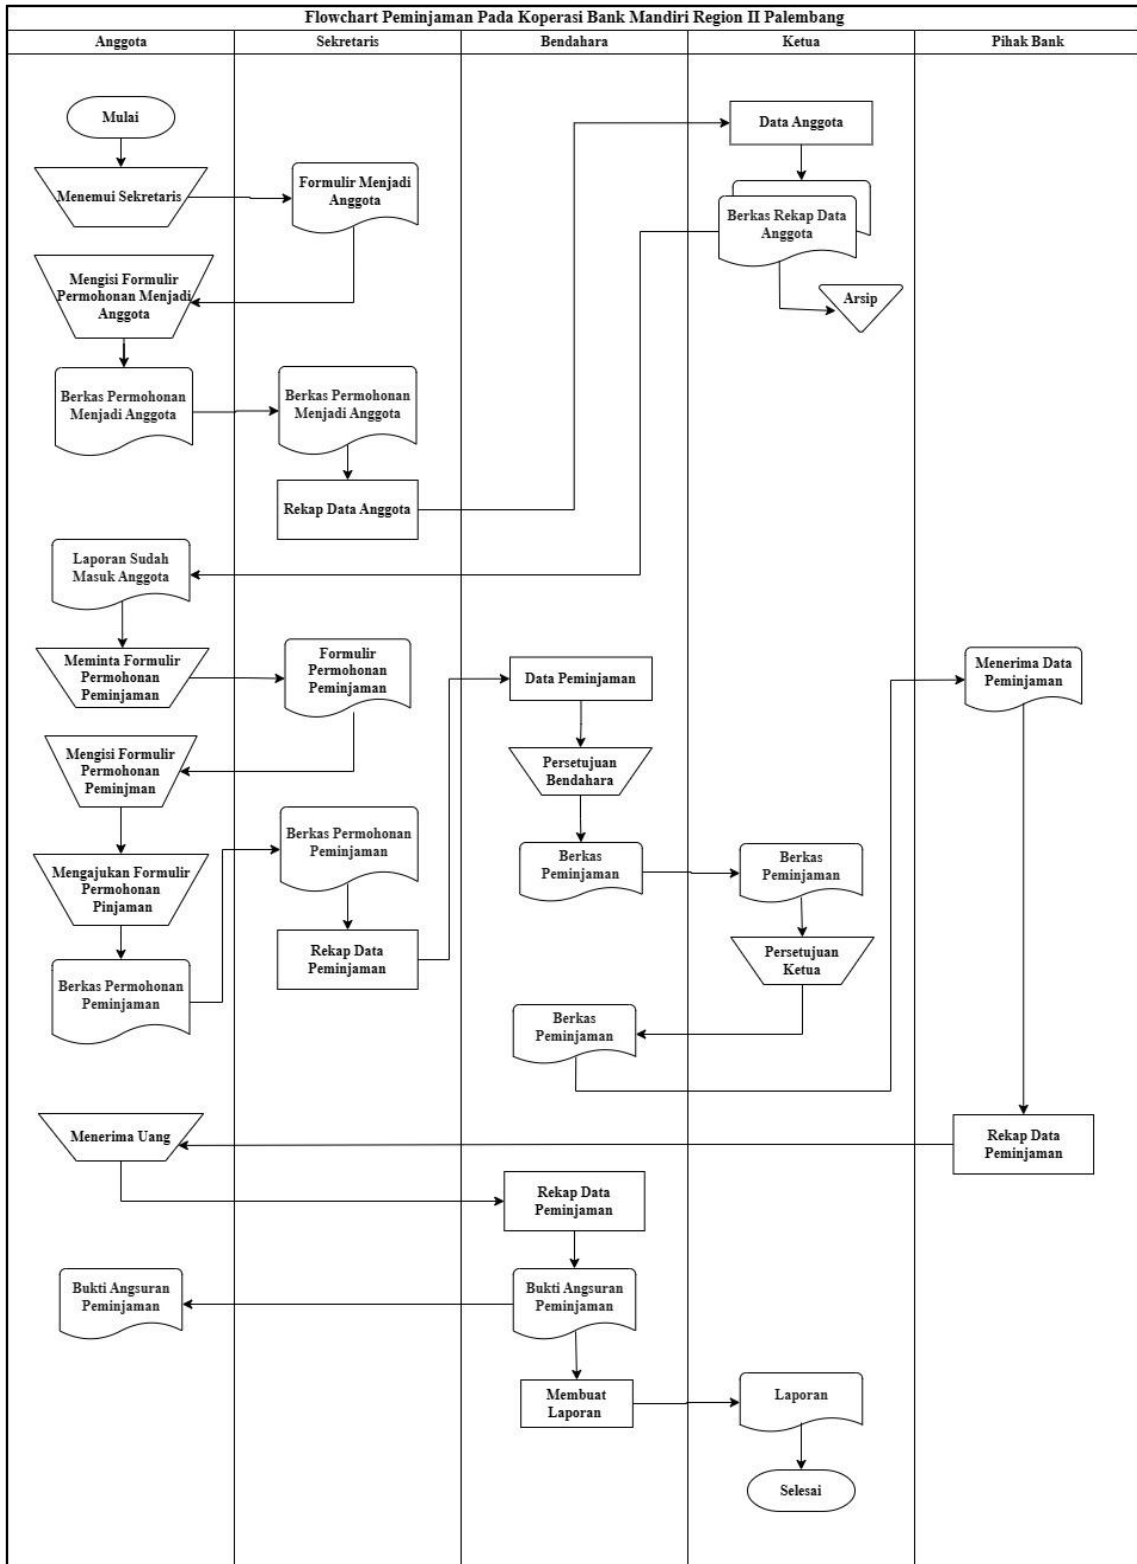 Flowchart Peminjaman Pada Koperasi Bank Mandiri Region II Palembang
Anggota
Sekretaris
Bendahara
Ketua
Pihak Bank
Mulai
Data Anggota
Menemui Sekretaris
Formulir Menjadi
Anggota
Berkas Rekap Data
Anggota
Mengisi Formulir
Permohonan Menjadi
Anggota
Arsip
Berkas Permohonan
Menjadi Anggota
Berkas Permohonan
Menjadi Anggota
Rekap Data Anggota
Laporan Sudah
Masuk Anggota
Meminta Formulir
Permohonan
Peminjaman
Formulir
Permohonan
Peminjaman
Data Peminjaman
Menerima Data
Peminjaman
Mengisi Formulir
Permohonan
Peminjman
Persetujuan
Bendahara
Berkas Permohonan
Peminjaman
Mengajukan Formulir
Permohonan
Pinjaman
Berkas
Peminjaman
Berkas
Peminjaman
Rekap Data
Peminjaman
Persetujuan
Ketua
Berkas Permohonan
Peminjaman
Berkas
Peminjaman
Menerima Uang
Rekap Data
Peminjaman
Rekap Data
Peminjaman
Bukti Angsuran
Peminjaman
Bukti Angsuran
Peminjaman
Membuat
Laporan
Laporan
Selesai